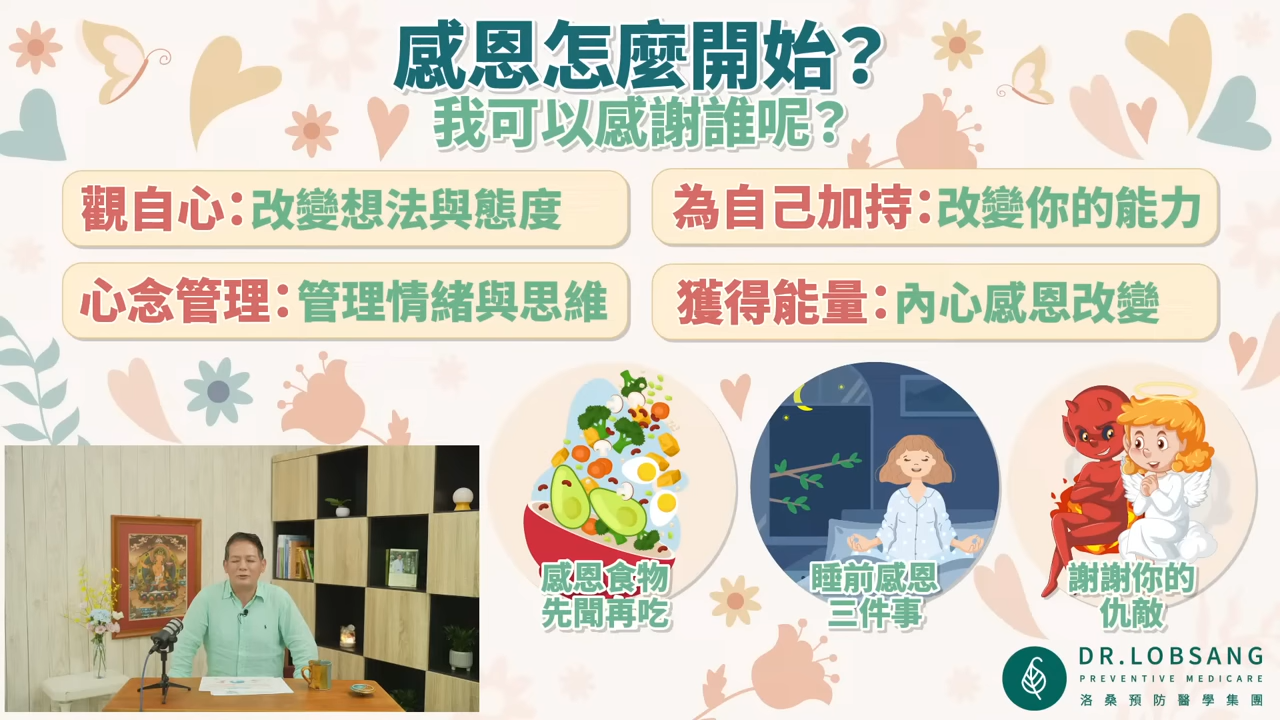 感恩怎麼開始？
我可以感謝誰呢？
觀自心：改變想法與態度
為自己加持：改變你的能力
心念管理：管理情緒與思維
獲得能量：內心感恩改變
感恩食物
先聞再吃
睡前感恩
三件事
謝謝你的
仇敵
DR.LOBSANG
PREVENTIVE MEDICARE
洛桑預防醫學集團